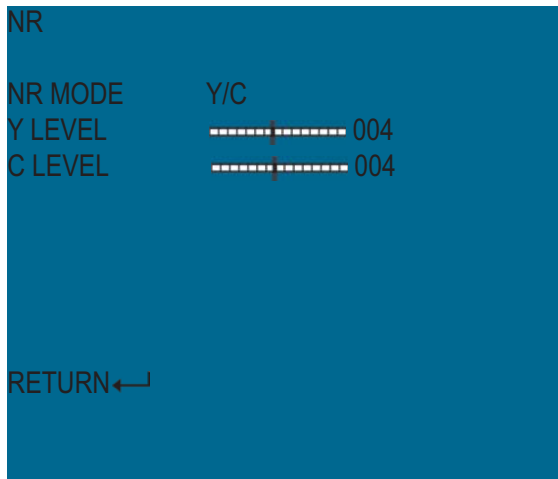 NR
NR MODE Y/C
Y LEVEL 004
C LEVEL 004
RETURN